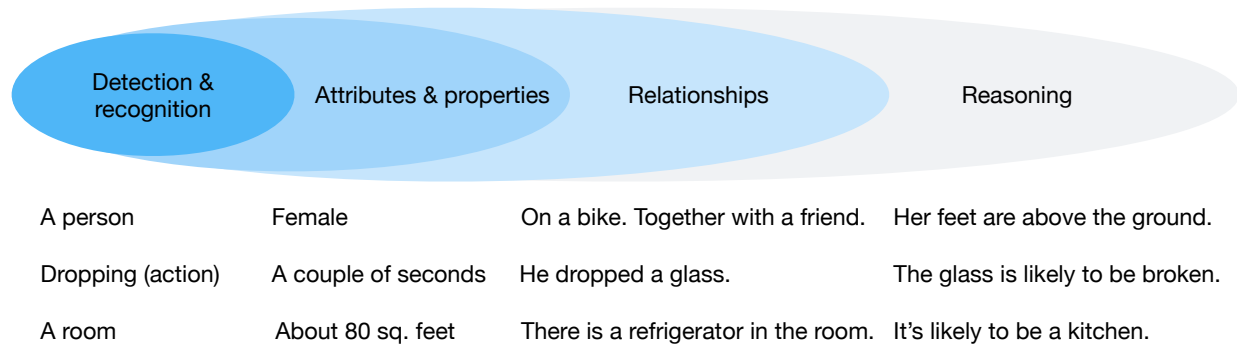 Detection &
recognition
Attributes & properties
Relationships
Reasoning
A person
Female
On a bike. Together with a friend.
Her feet are above the ground.
Dropping (action)
A couple of seconds
He dropped a glass.
The glass is likely to be broken.
A room
About 80 sq. feet
There is a refrigerator in the room.
It’s likely to be a kitchen.